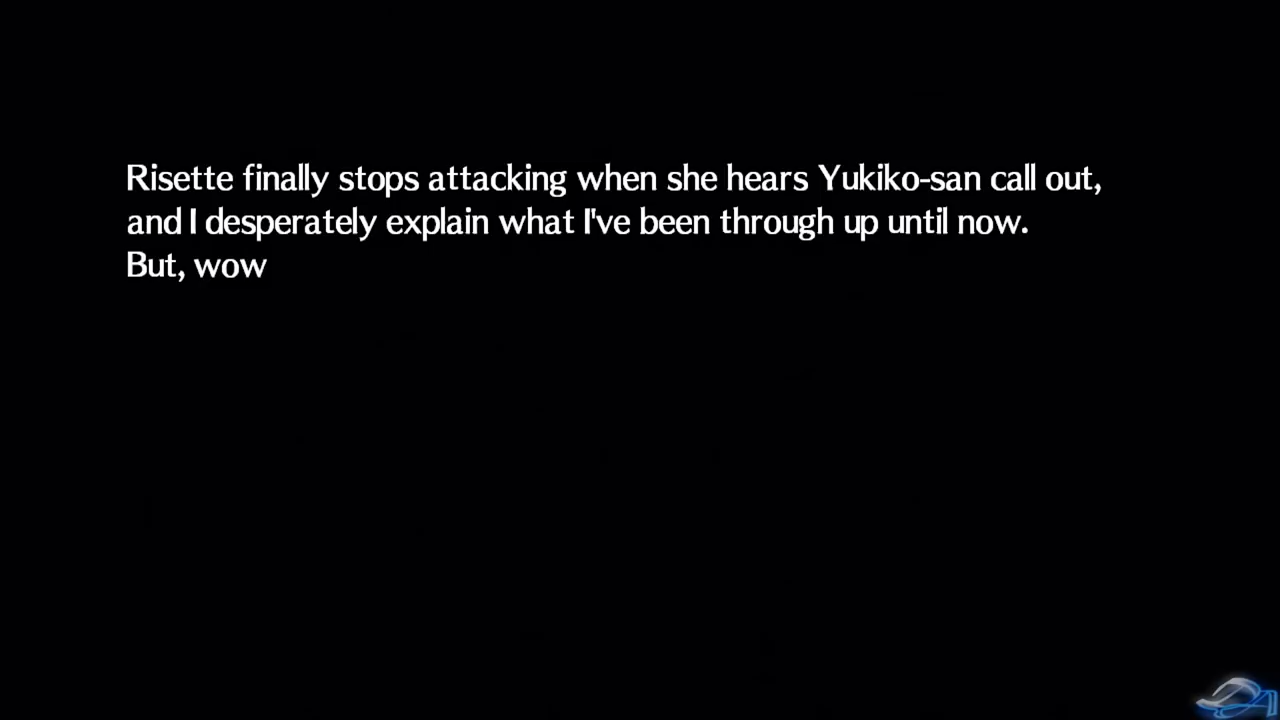 Risette finally stops attacking when she hears Yukiko-san call out,
and I desperately explain what I've been through up until now.
But, wow